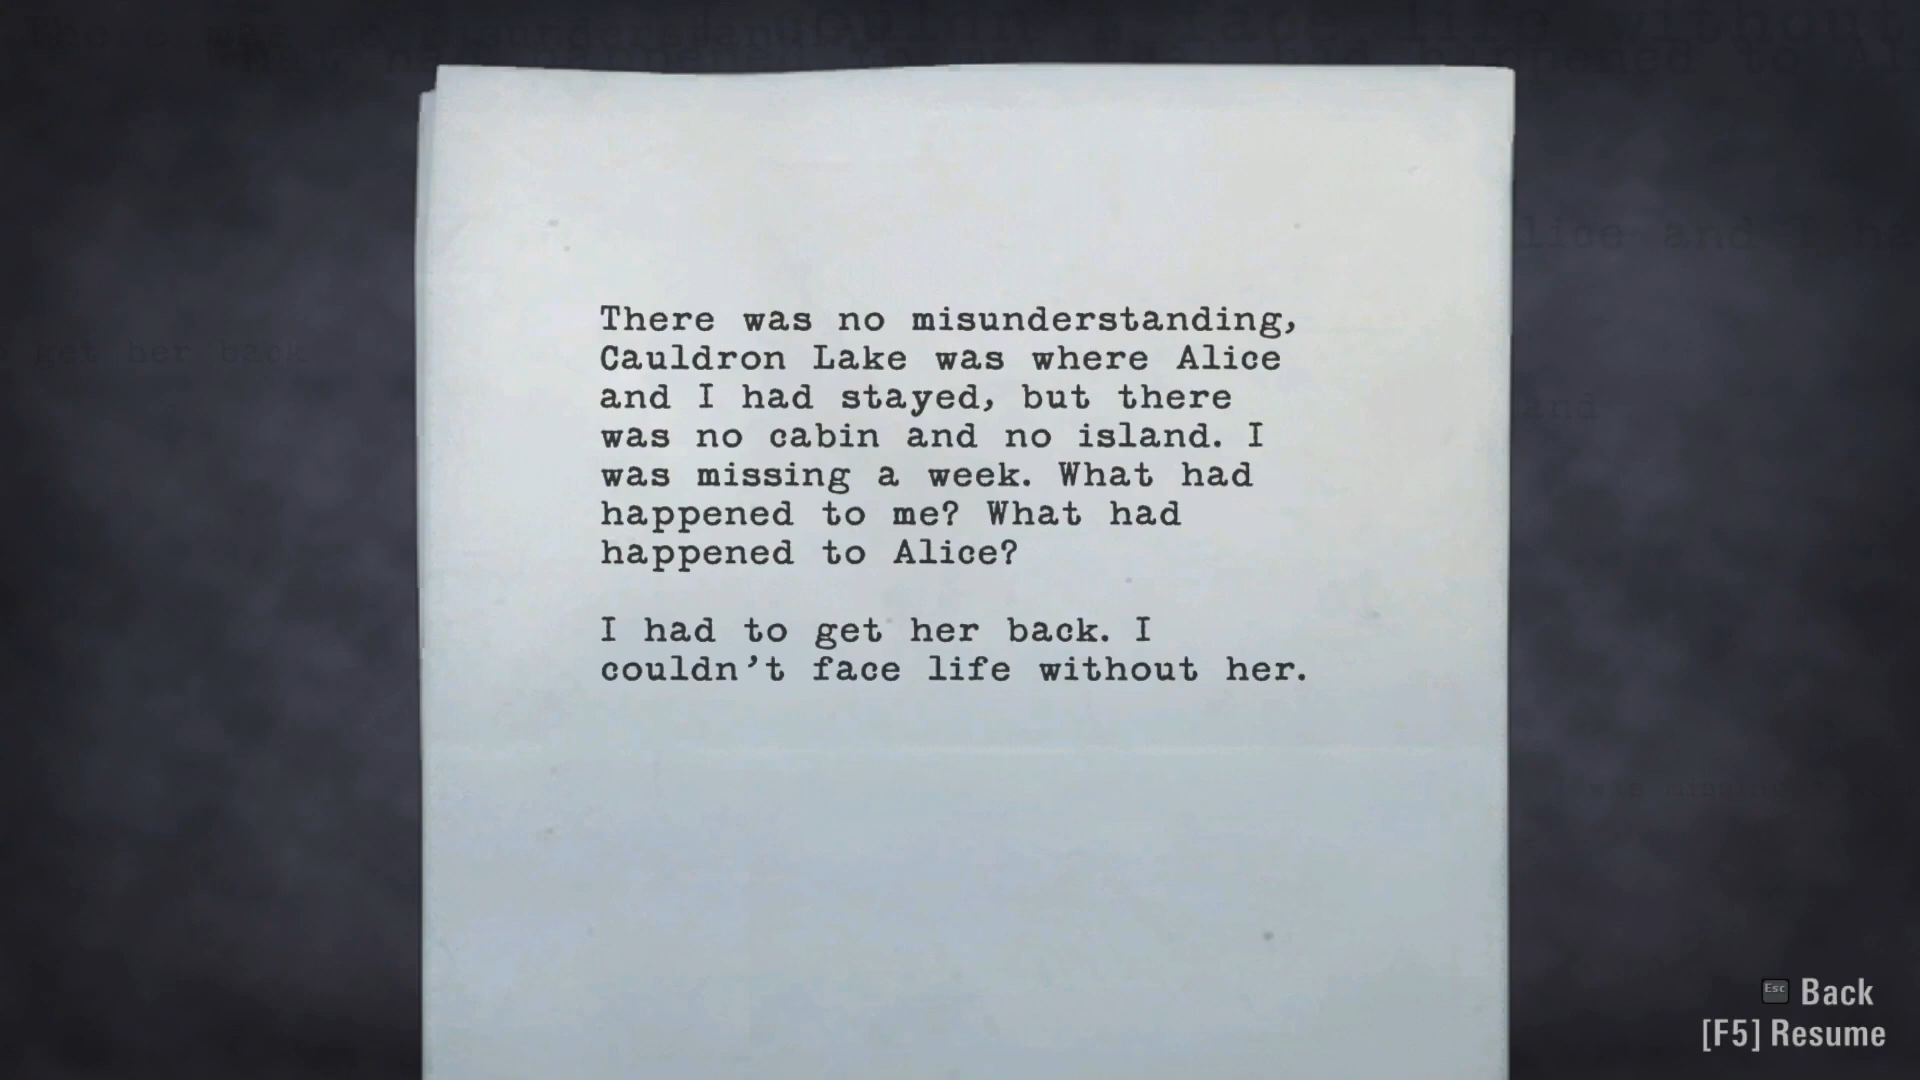 There was no misunderstanding,
Cauldron Lake was where Alice
and I had stayed, but there
was no cabin and no island. I
was missing a week. What had
happened to me? What had
happened to Alice?
I had to get her back. I
couldn't face life without her.
Esc Back
[F5] Resume